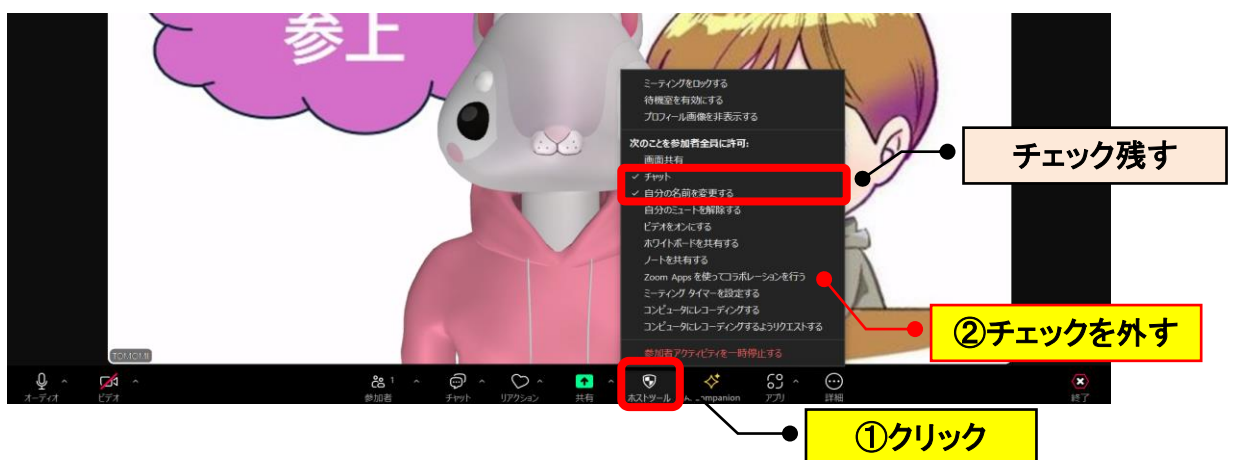 参上
ミーティングをロックする
待機室を有効にする
プロフィール画像を非表示する
次のことを参加者全員に許可:
画面共有
✓ チャット
✓ 自分の名前を変更する
自分のミュートを解除する
ビデオをオンにする
ホワイトボードを共有する
ノートを共有する
Zoom Apps を使ってコラボレーションを行う
ミーティング タイマーを設定する
コンピュータにレコーディングする
コンピュータにレコーディングするようリクエストする
参加者アクティビティを一時停止する
チェック残す
②チェックを外す
TOMOMI
オーディオ
ビデオ
1
参加者
チャット
リアクション
共有
ホストツール
ompanion
アプリ
詳細
終了
①クリック